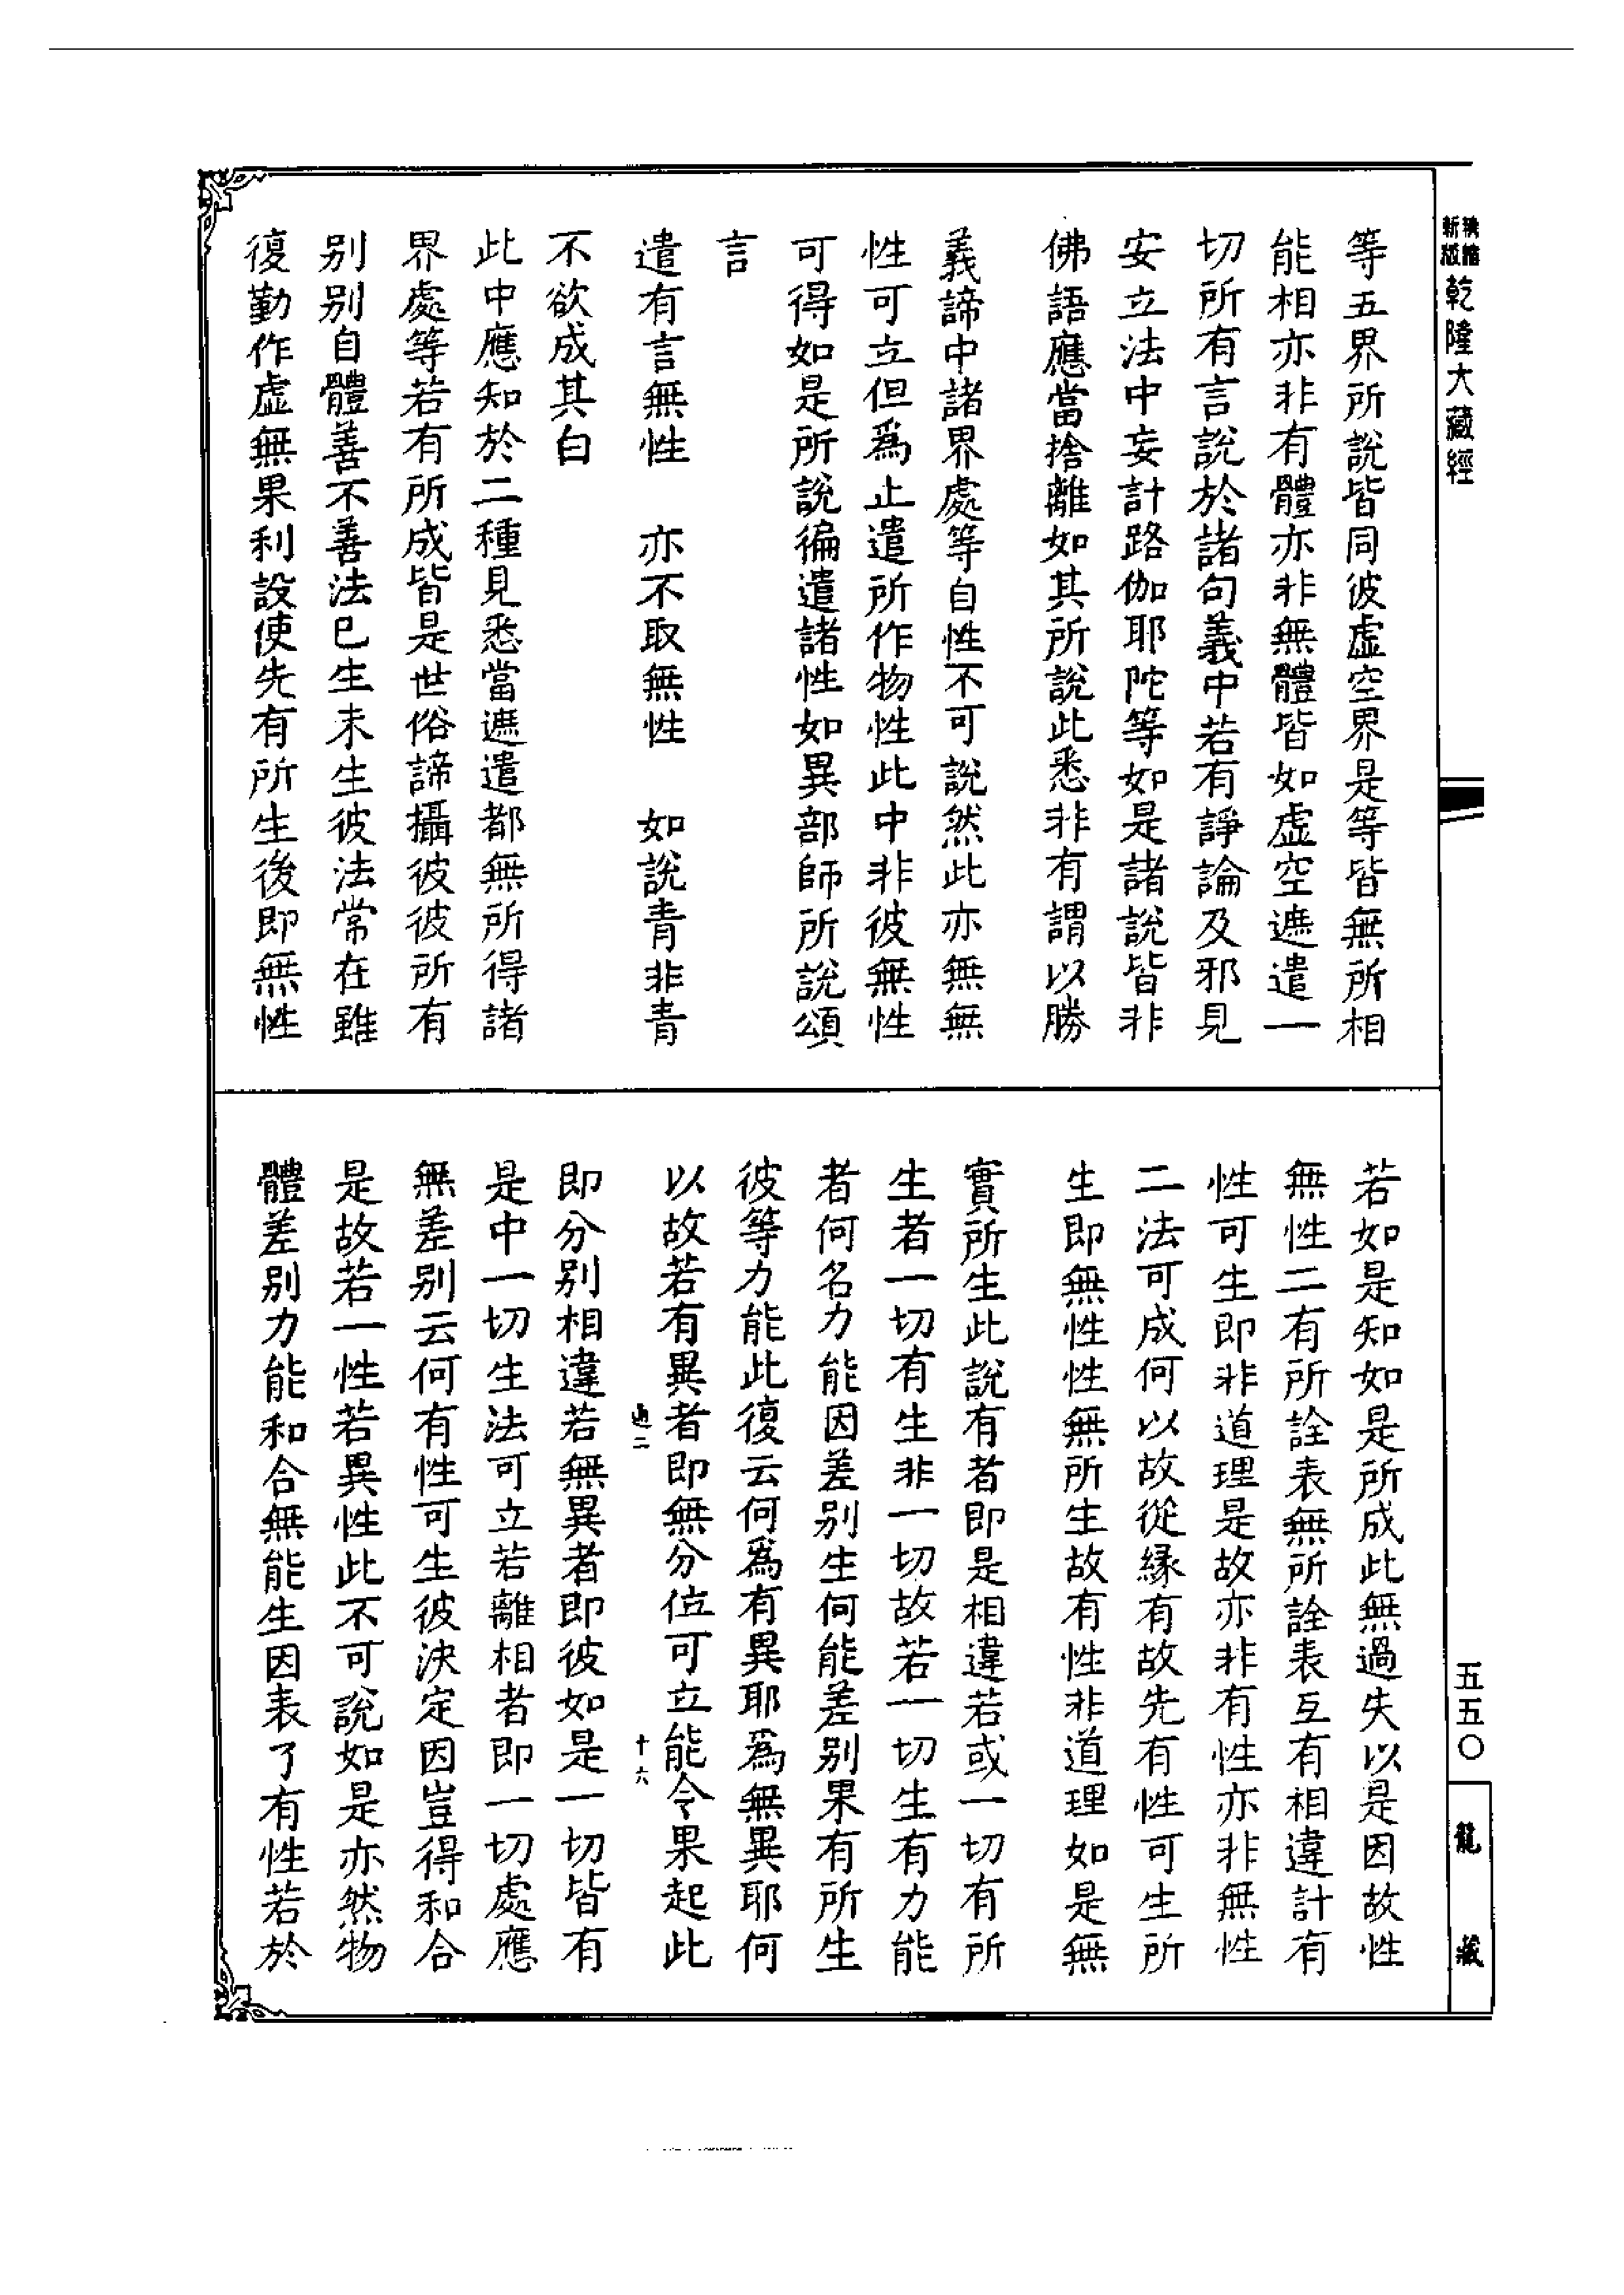 新版
精縮
乾隆大藏經
等五界所說皆同彼虛空界是等皆無所相
能相亦非有體亦非無體皆如虛空遮遣一
切所有言說於諸句義中若有諍論及邪見
安立法中妄計路伽耶陀等如是諸說皆非
佛語應當捨離如其所說此悉非有謂以勝
義諦中諸界處等自性不可說然此亦無無
性可立但爲止遣所作物性此中非彼無性
可得如是所說徧遣諸性如異部師所說頌
言
遣有言無性　亦不取無性　如說青非青
不欲成其白
此中應知於二種見悉當遮遣都無所得諸
界處等若有所成皆是世俗諦攝彼彼所有
別別自體善不善法已生未生彼法常在雖
復勤作虛無果利設使先有所生後即無性
若如是知如是所成此無過失以是因故性
無性二有所詮表無所詮表互有相違計有
性可生即非道理是故亦非有性亦非無性
二法可成何以故從緣有故先有性可生所
生即無性性無所生故有性非道理如是無
實所生此說有者即是相違若或一切有所
生者一切有生非一切故若一切生有力能
者何名力能因差別生何能差別果有所生
彼等力能此復云何爲有異耶爲無異耶何
以故若有異者即無分位可立能令果起此
十六
即分別相違若無異者即彼如是一切皆有
是中一切生法可立若離相者即一切處應
無差別云何有性可生彼決定因豈得和合
是故若一性若異性此不可說如是亦然物
體差別力能和合無能生因表了有性若於
五五〇
龍藏